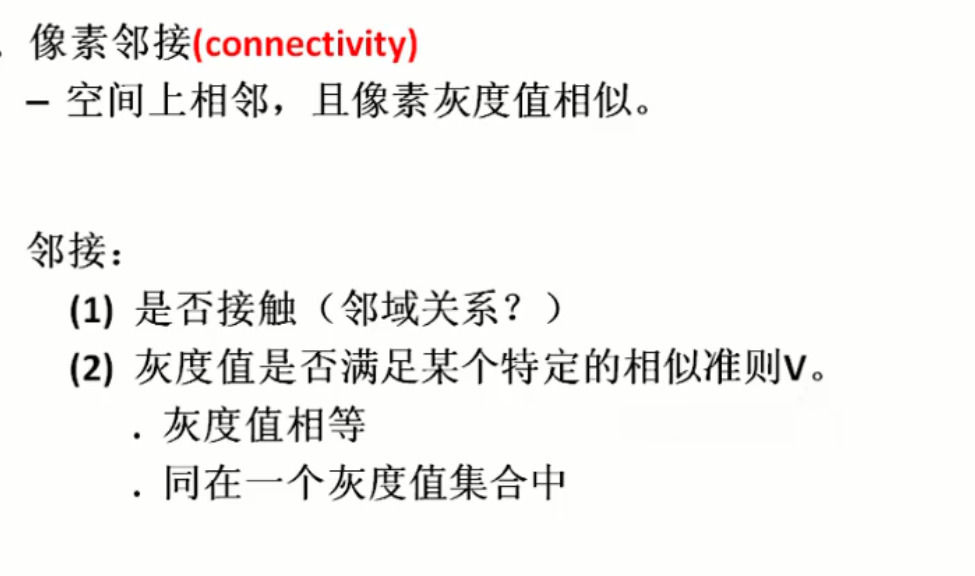 . 像素邻接(connectivity)
– 空间上相邻，且像素灰度值相似。
邻接：
(1) 是否接触（邻域关系？）
(2) 灰度值是否满足某个特定的相似准则V。
. 灰度值相等
. 同在一个灰度值集合中